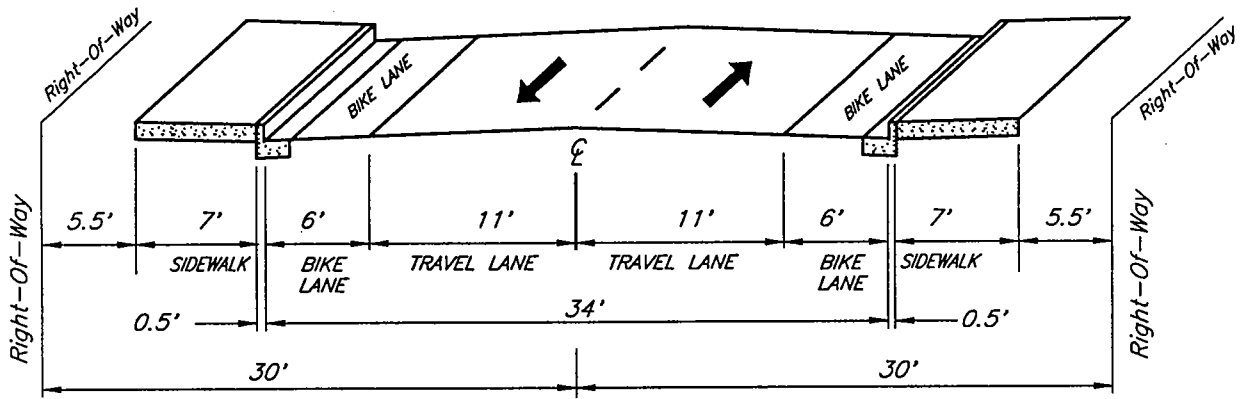 Right-Of-Way
BIKE LANE
BIKE LANE
Right-Of-Way
℄
Right-Of-Way
5.5' 7' 6' 11' 11' 6' 7' 5.5'
SIDEWALK BIKE LANE TRAVEL LANE TRAVEL LANE BIKE LANE SIDEWALK
0.5' 34' 0.5'
30' 30'
Right-Of-Way